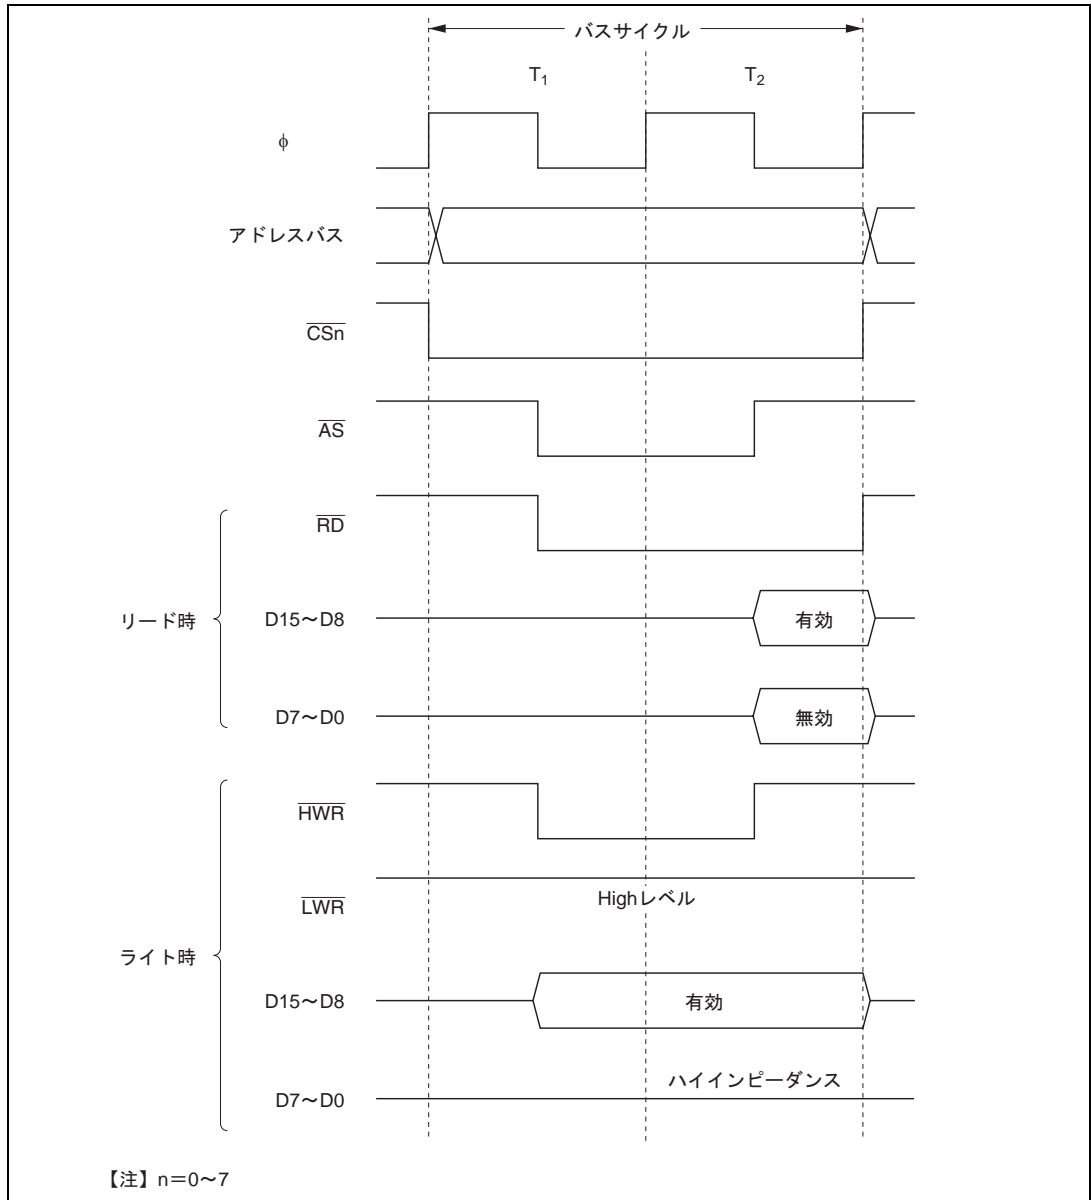 バスサイクル
T1 T2
φ
アドレスバス
CSn
AS
RD
リード時
D15〜D8 有効
D7〜D0 無効
HWR
LWR Highレベル
ライト時
D15〜D8 有効
D7〜D0 ハイインピーダンス
【注】n=0〜7